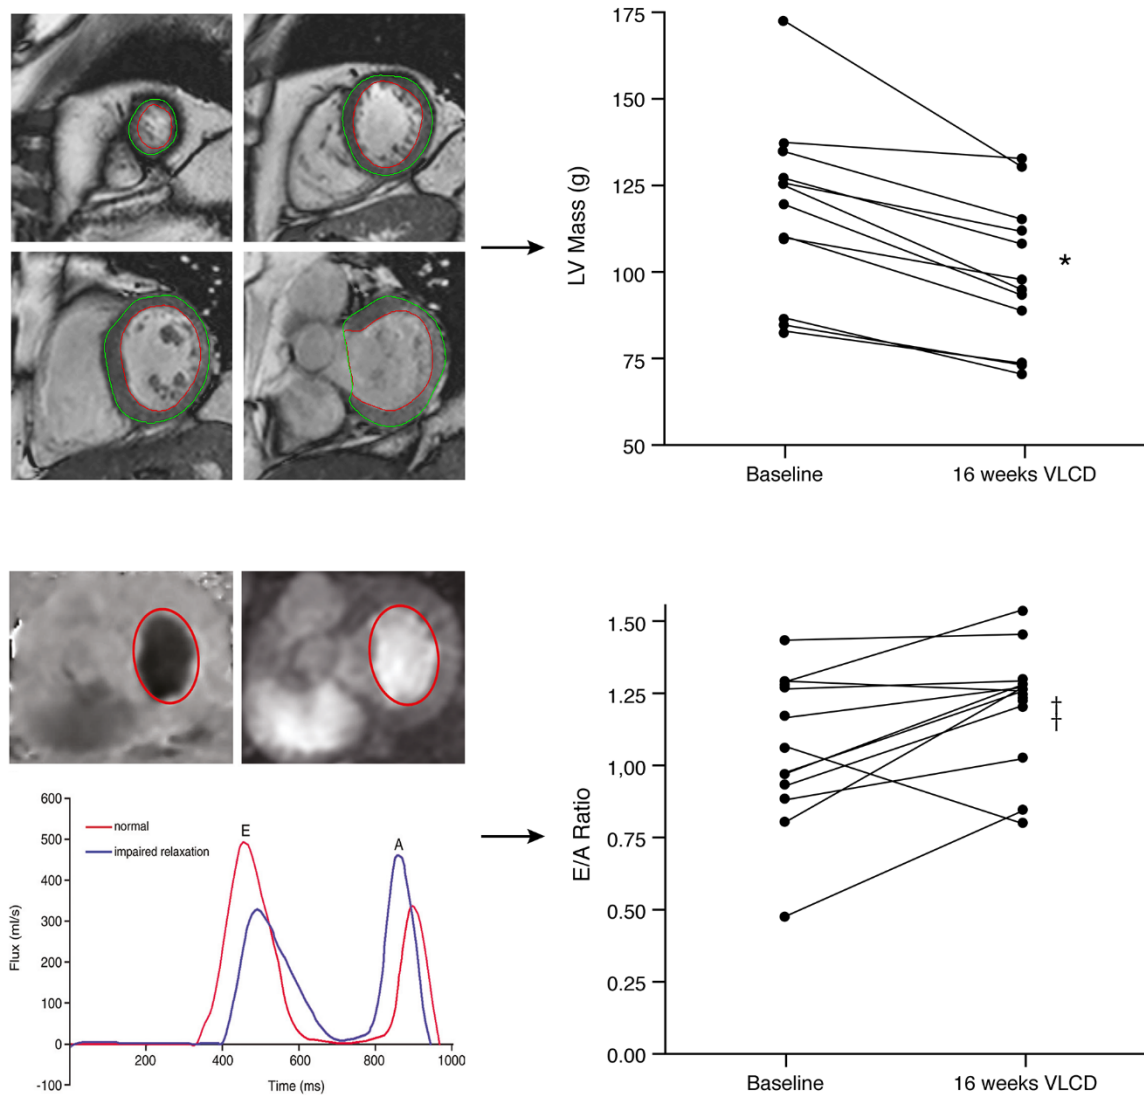 175
150
125
100
75
50
LV Mass (g)
*
Baseline
16 weeks VLCD
600
500
400
300
200
100
0
-100
Flux (ml/s)
normal
impaired relaxation
E
A
200
400
600
800
1000
Time (ms)
1.50
1.25
1,00
0.75
0.50
0.25
0.00
E/A Ratio
‡
Baseline
16 weeks VLCD